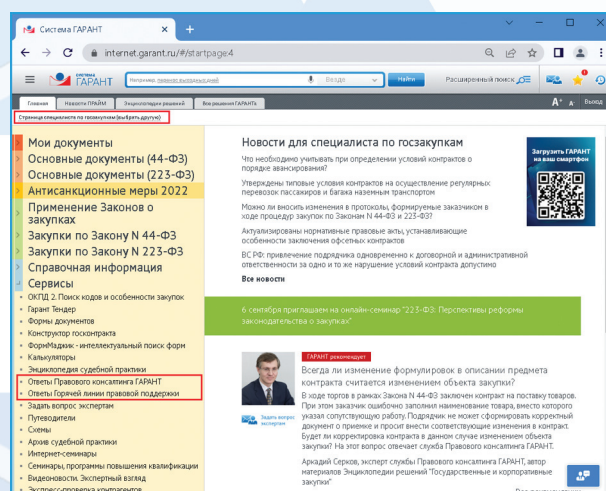 Система ГАРАНТ
internet.garant.ru/#/startpage:4
СИСТЕМА
ГАРАНТ
Например, перенос выходных дней
Везде
Найти
Расширенный поиск
Главная
Новости ПРАЙМ
Энциклопедия решений
Все решения ГАРАНТа
A+ A- Выход
Страница специалиста по госзакупкам (выбрать другую)
Мои документы
Основные документы (44-ФЗ)
Основные документы (223-ФЗ)
Антисанкционные меры 2022
Применение Законов о
закупках
Закупки по Закону N 44-ФЗ
Закупки по Закону N 223-ФЗ
Справочная информация
Сервисы
ОКПД 2. Поиск кодов и особенности закупок
Гарант Тендер
Формы документов
Конструктор госконтракта
ФормМаджик - интеллектуальный поиск форм
Калькуляторы
Энциклопедия судебной практики
Ответы Правового консалтинга ГАРАНТ
Ответы Горячей линии правовой поддержки
Задать вопрос экспертам
Путеводители
Схемы
Архив судебной практики
Интернет-семинары
Семинары, программы повышения квалификации
Видеоновости. Экспертный взгляд
Экспресс-проверка контрагентов
Новости для специалиста по госзакупкам
Что необходимо учитывать при определении условий контрактов о
порядке авансирования?
Утверждены типовые условия контрактов на осуществление регулярных
перевозок пассажиров и багажа наземным транспортом
Можно ли вносить изменения в протоколы, формируемые заказчиком в
ходе процедур закупок по Законам N 44-ФЗ и 223-ФЗ?
Актуализированы нормативные правовые акты, устанавливающие
особенности заключения офсетных контрактов
ВС РФ: привлечение подрядчика одновременно к договорной и административной
ответственности за одно и то же нарушение условий контракта допустимо
Все новости
Загрузить ГАРАНТ
на ваш смартфон
6 сентября приглашаем на онлайн-семинар "223-ФЗ: Перспективы реформы
законодательства о закупках"
ГАРАНТ рекомендует
Всегда ли изменение формулировок в описании предмета
контракта считается изменением объекта закупки?
В ходе торгов в рамках Закона N 44-ФЗ заключен контракт на поставку товаров.
При этом заказчик ошибочно заполнил наименование товара, вместо которого
указал сопутствующую работу. Подрядчик не может сформировать корректный
документ о приемке и просит внести соответствующие изменения в контракт.
Будет ли корректировка контракта в данном случае изменением объекта
закупки? На этот вопрос отвечает служба Правового консалтинга ГАРАНТ.
Аркадий Серков, эксперт службы Правового консалтинга ГАРАНТ, автор
материалов Энциклопедии решений "Государственные и корпоративные
закупки"
Задать вопрос
экспертам